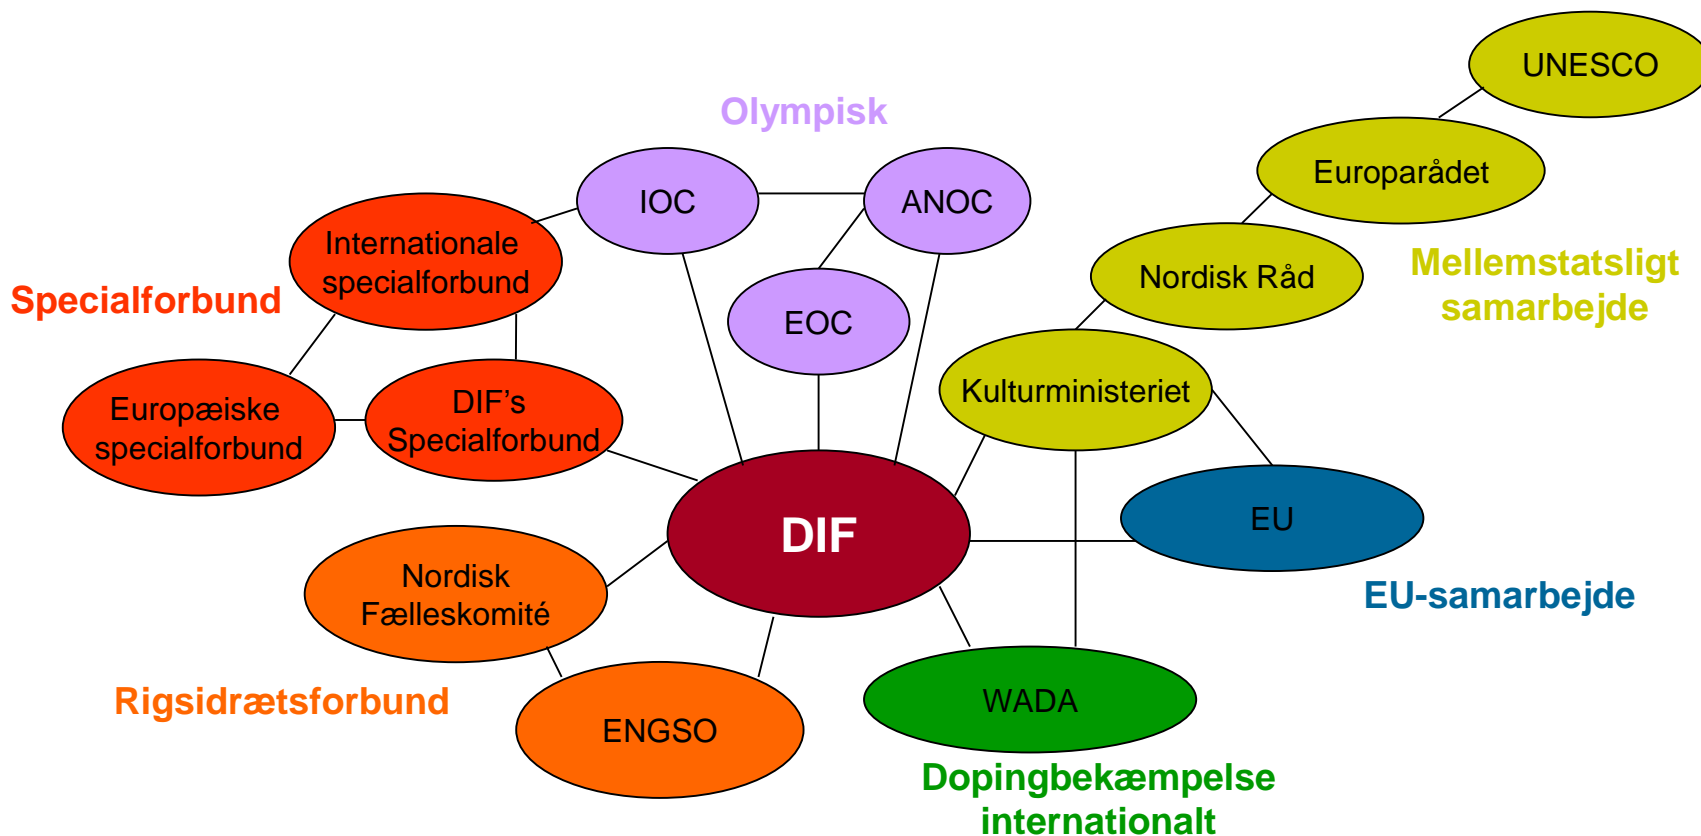 UNESCO
Olympisk
Europarådet
IOC
ANOC
Internationale
specialforbund
Nordisk Råd
Mellemstatsligt
samarbejde
Specialforbund
EOC
Kulturministeriet
Europæiske
specialforbund
DIF's
Specialforbund
DIF
EU
Nordisk
Fælleskomité
EU-samarbejde
Rigsidrætsforbund
ENGSO
WADA
Dopingbekæmpelse
internationalt